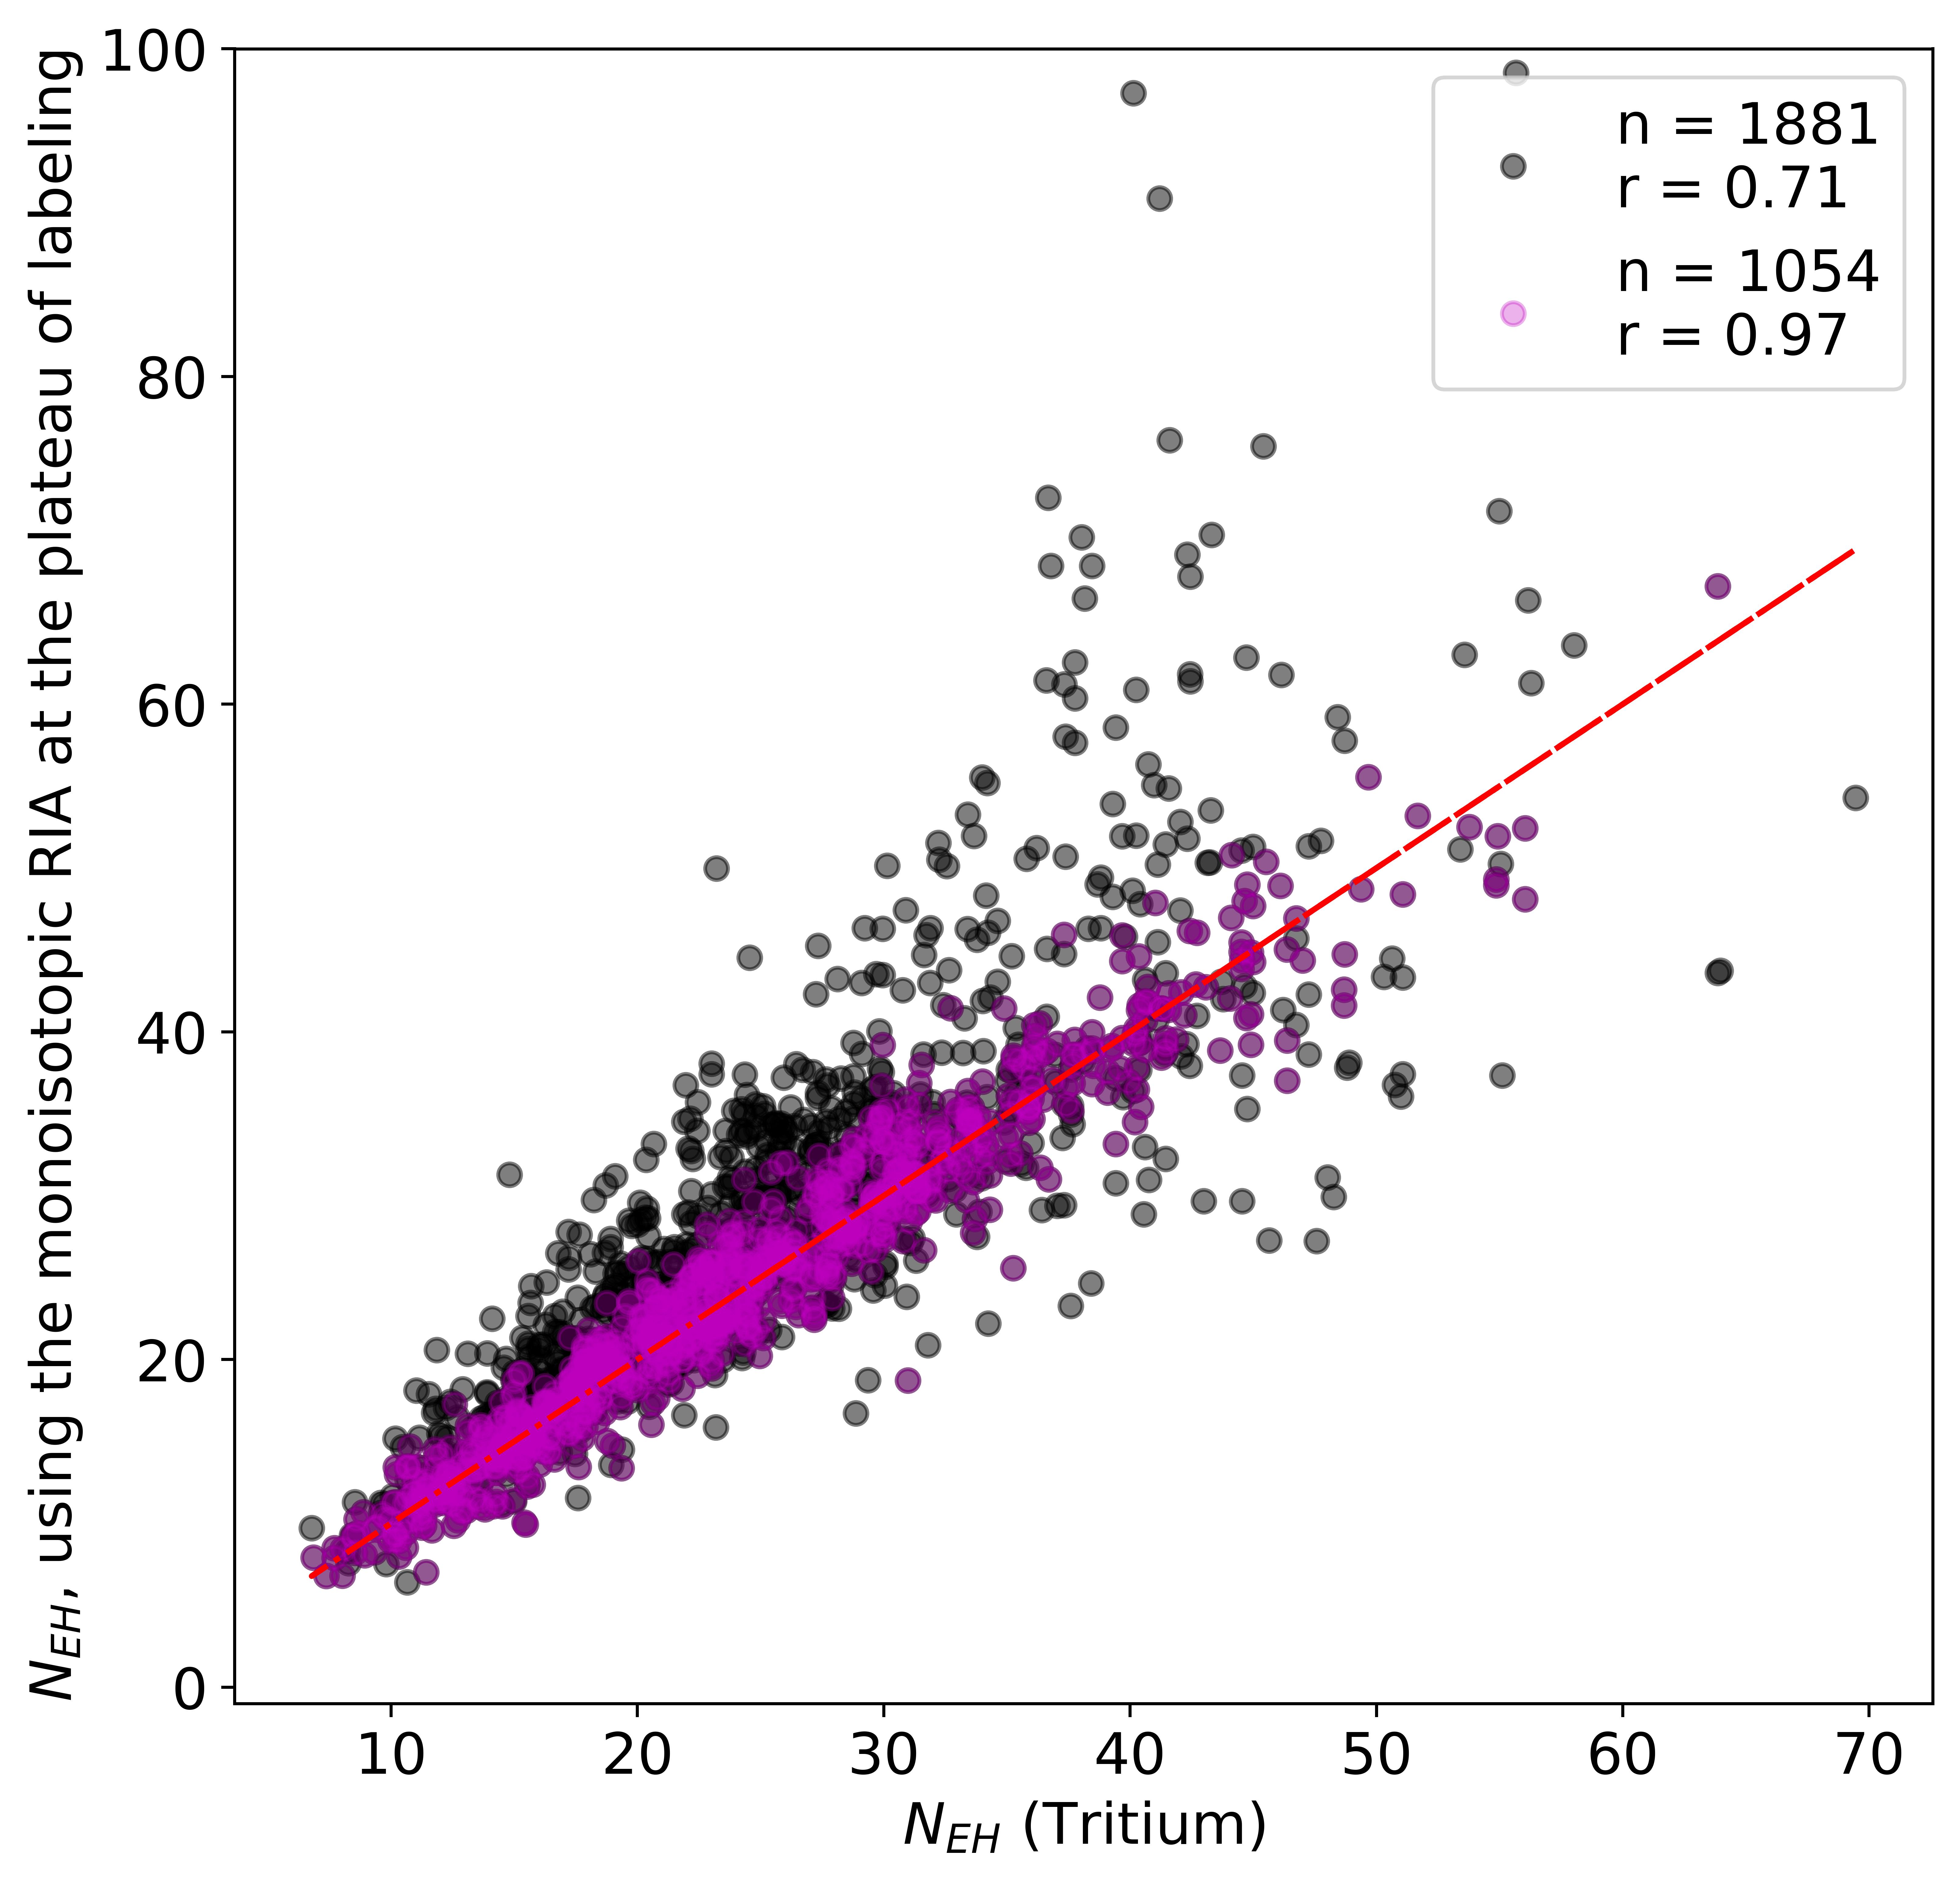 N_EH, using the monoisotopic RIA at the plateau of labeling
100
80
60
40
20
0
n = 1881
r = 0.71
n = 1054
r = 0.97
10 20 30 40 50 60 70
N_EH (Tritium)